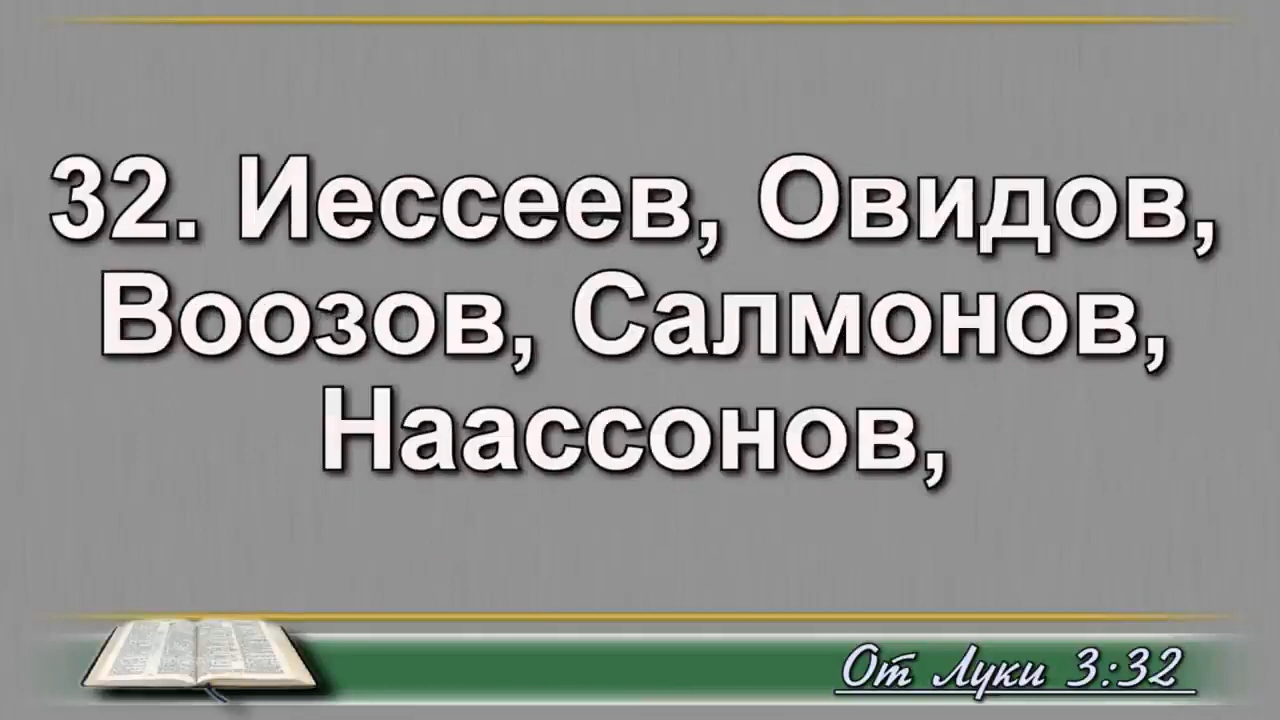 32. Иессеев, Овидов,
Воозов, Салмонов,
Наассонов,
От Луки 3:32